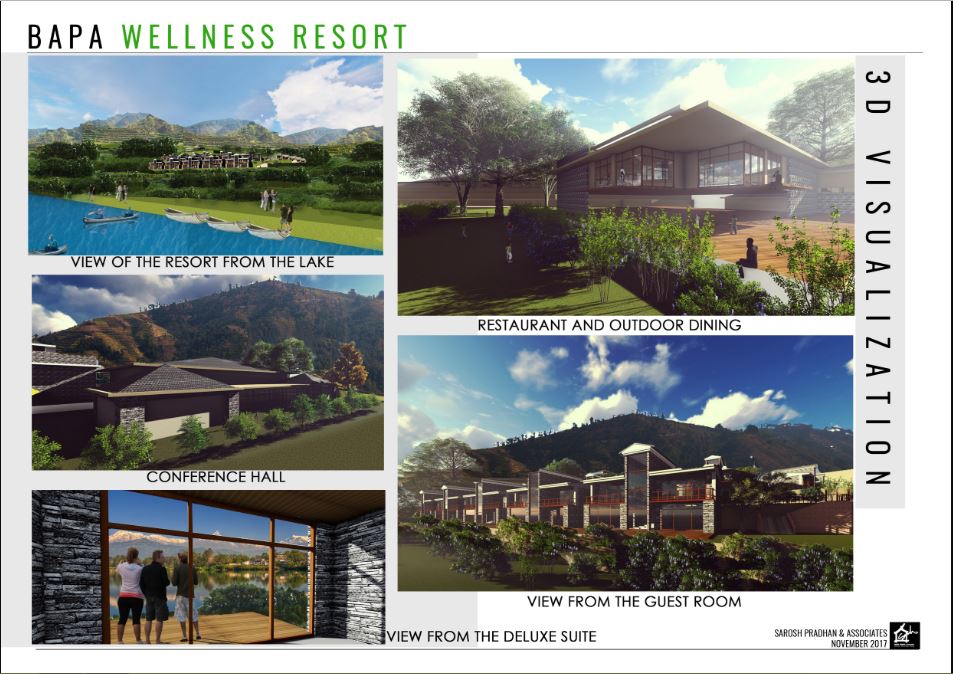 BAPA WELLNESS RESORT
VIEW OF THE RESORT FROM THE LAKE
RESTAURANT AND OUTDOOR DINING
CONFERENCE HALL
VIEW FROM THE GUEST ROOM
VIEW FROM THE DELUXE SUITE
3D VISUALIZATION
SAROSH PRADHAN & ASSOCIATES
NOVEMBER 2017